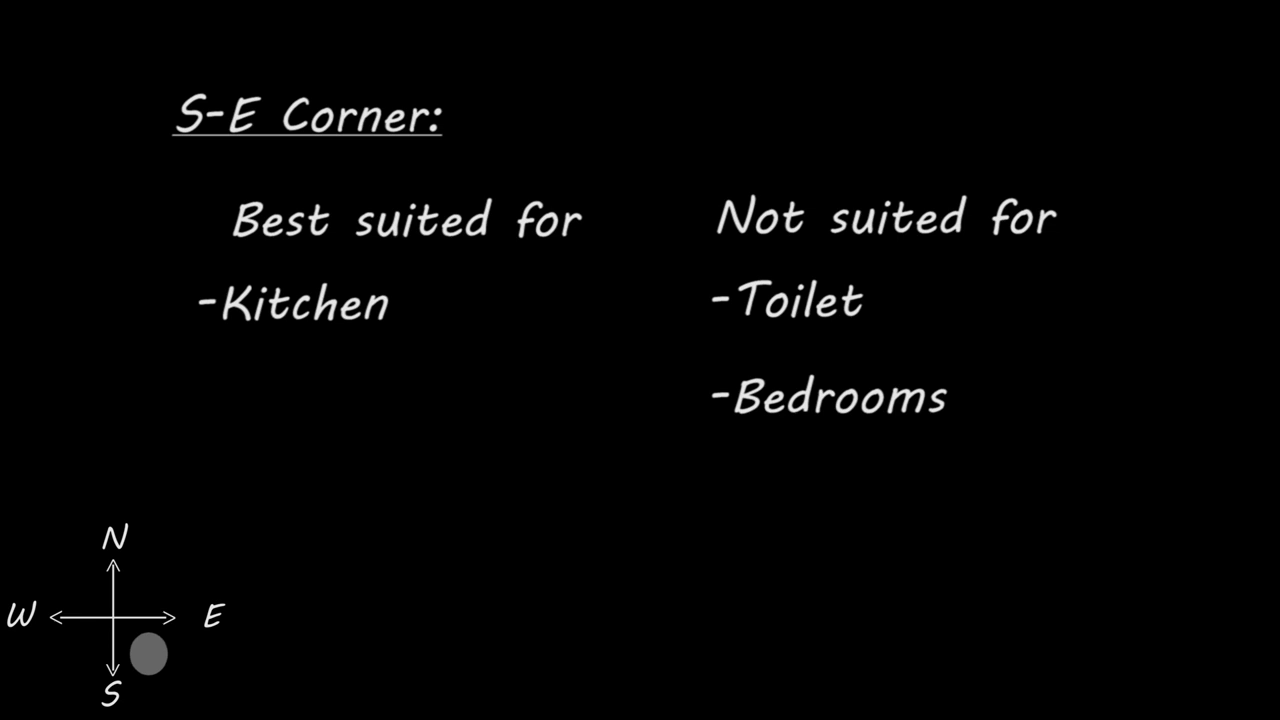 S-E Corner:
Best suited for
-Kitchen
Not suited for
-Toilet
-Bedrooms
N
W
E
S